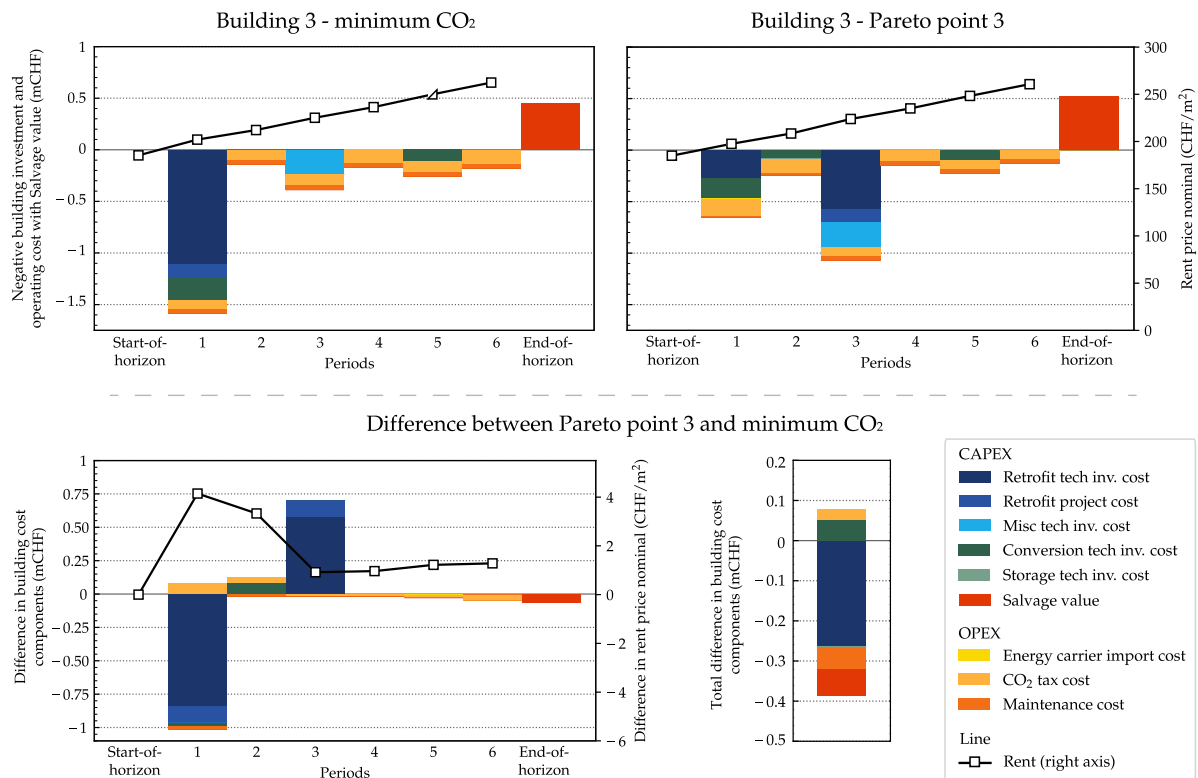 Building 3 - minimum CO₂
Building 3 - Pareto point 3
Negative building investment and
operating cost with Salvage value (mCHF)
1
0.5
0
−0.5
−1
−1.5
Start-of-
horizon
1
2
3
4
5
6
End-of-
horizon
Periods
300
250
200
150
100
50
0
Rent price nominal (CHF/m²)
Start-of-
horizon
1
2
3
4
5
6
End-of-
horizon
Periods
Difference between Pareto point 3 and minimum CO₂
Difference in building cost
components (mCHF)
1
0.75
0.50
0.25
0
−0.25
−0.50
−0.75
−1
Start-of-
horizon
1
2
3
4
5
6
End-of-
horizon
Periods
4
2
0
−2
−4
−6
Difference in rent price nominal (CHF/m²)
Total difference in building cost
components (mCHF)
0.2
0.1
0
−0.1
−0.2
−0.3
−0.4
−0.5
CAPEX
Retrofit tech inv. cost
Retrofit project cost
Misc tech inv. cost
Conversion tech inv. cost
Storage tech inv. cost
Salvage value
OPEX
Energy carrier import cost
CO₂ tax cost
Maintenance cost
Line
Rent (right axis)